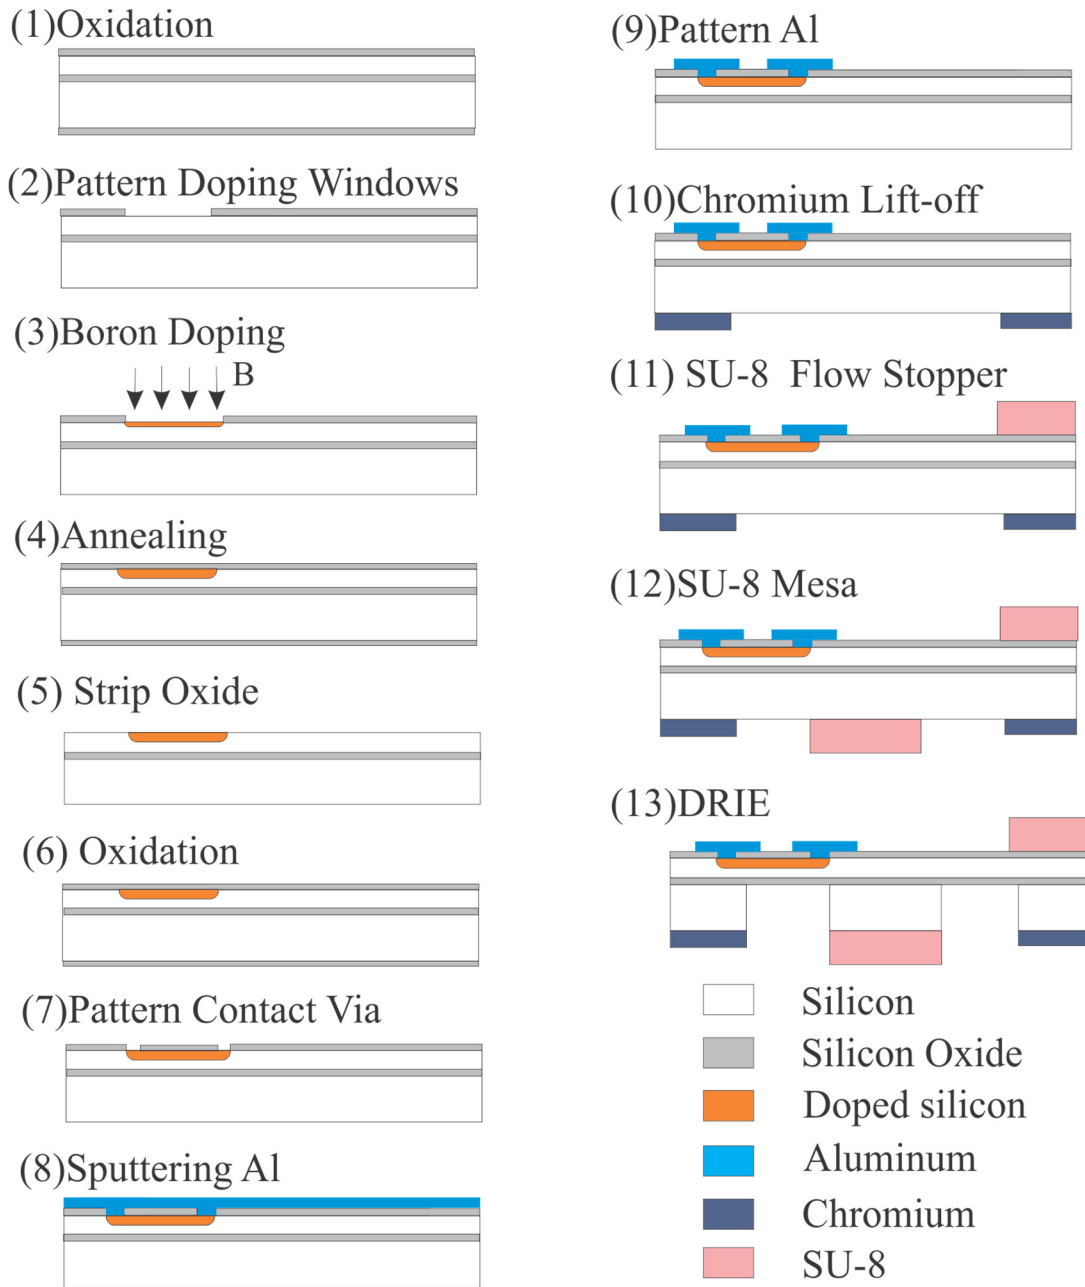 (1)Oxidation
(2)Pattern Doping Windows
(3)Boron Doping
B
(4)Annealing
(5) Strip Oxide
(6) Oxidation
(7)Pattern Contact Via
(8)Sputtering Al
(9)Pattern Al
(10)Chromium Lift-off
(11) SU-8 Flow Stopper
(12)SU-8 Mesa
(13)DRIE
Silicon
Silicon Oxide
Doped silicon
Aluminum
Chromium
SU-8